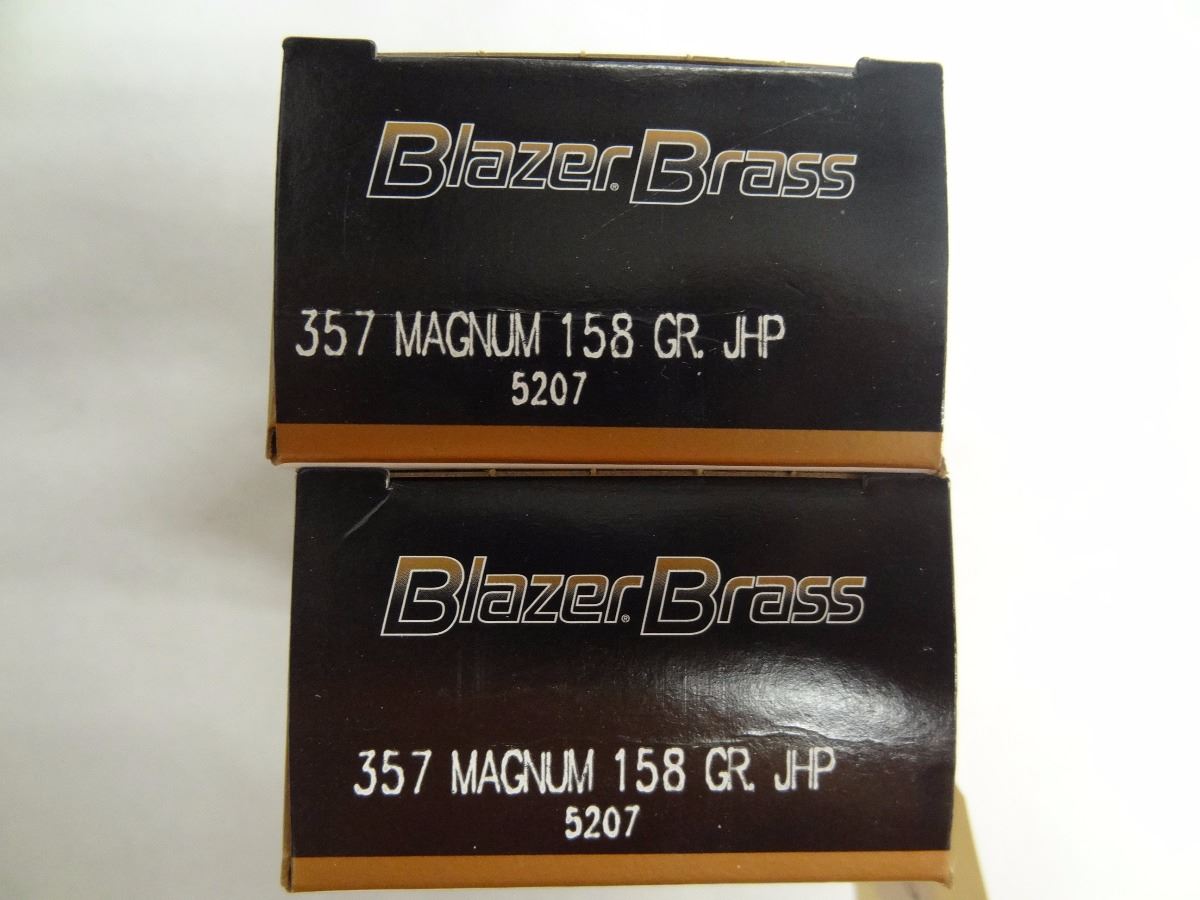 Blazer® Brass
357 MAGNUM 158 GR. JHP
5207
Blazer® Brass
357 MAGNUM 158 GR. JHP
5207